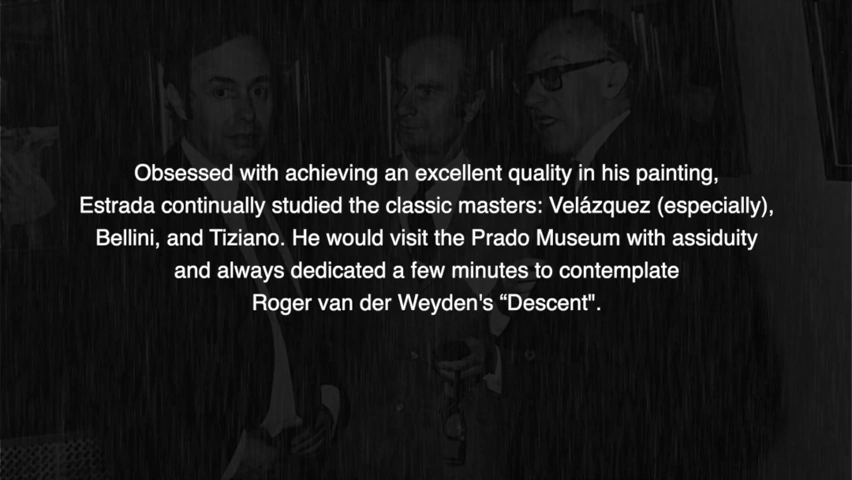 Obsessed with achieving an excellent quality in his painting,
Estrada continually studied the classic masters: Velázquez (especially),
Bellini, and Tiziano. He would visit the Prado Museum with assiduity
and always dedicated a few minutes to contemplate
Roger van der Weyden's “Descent".